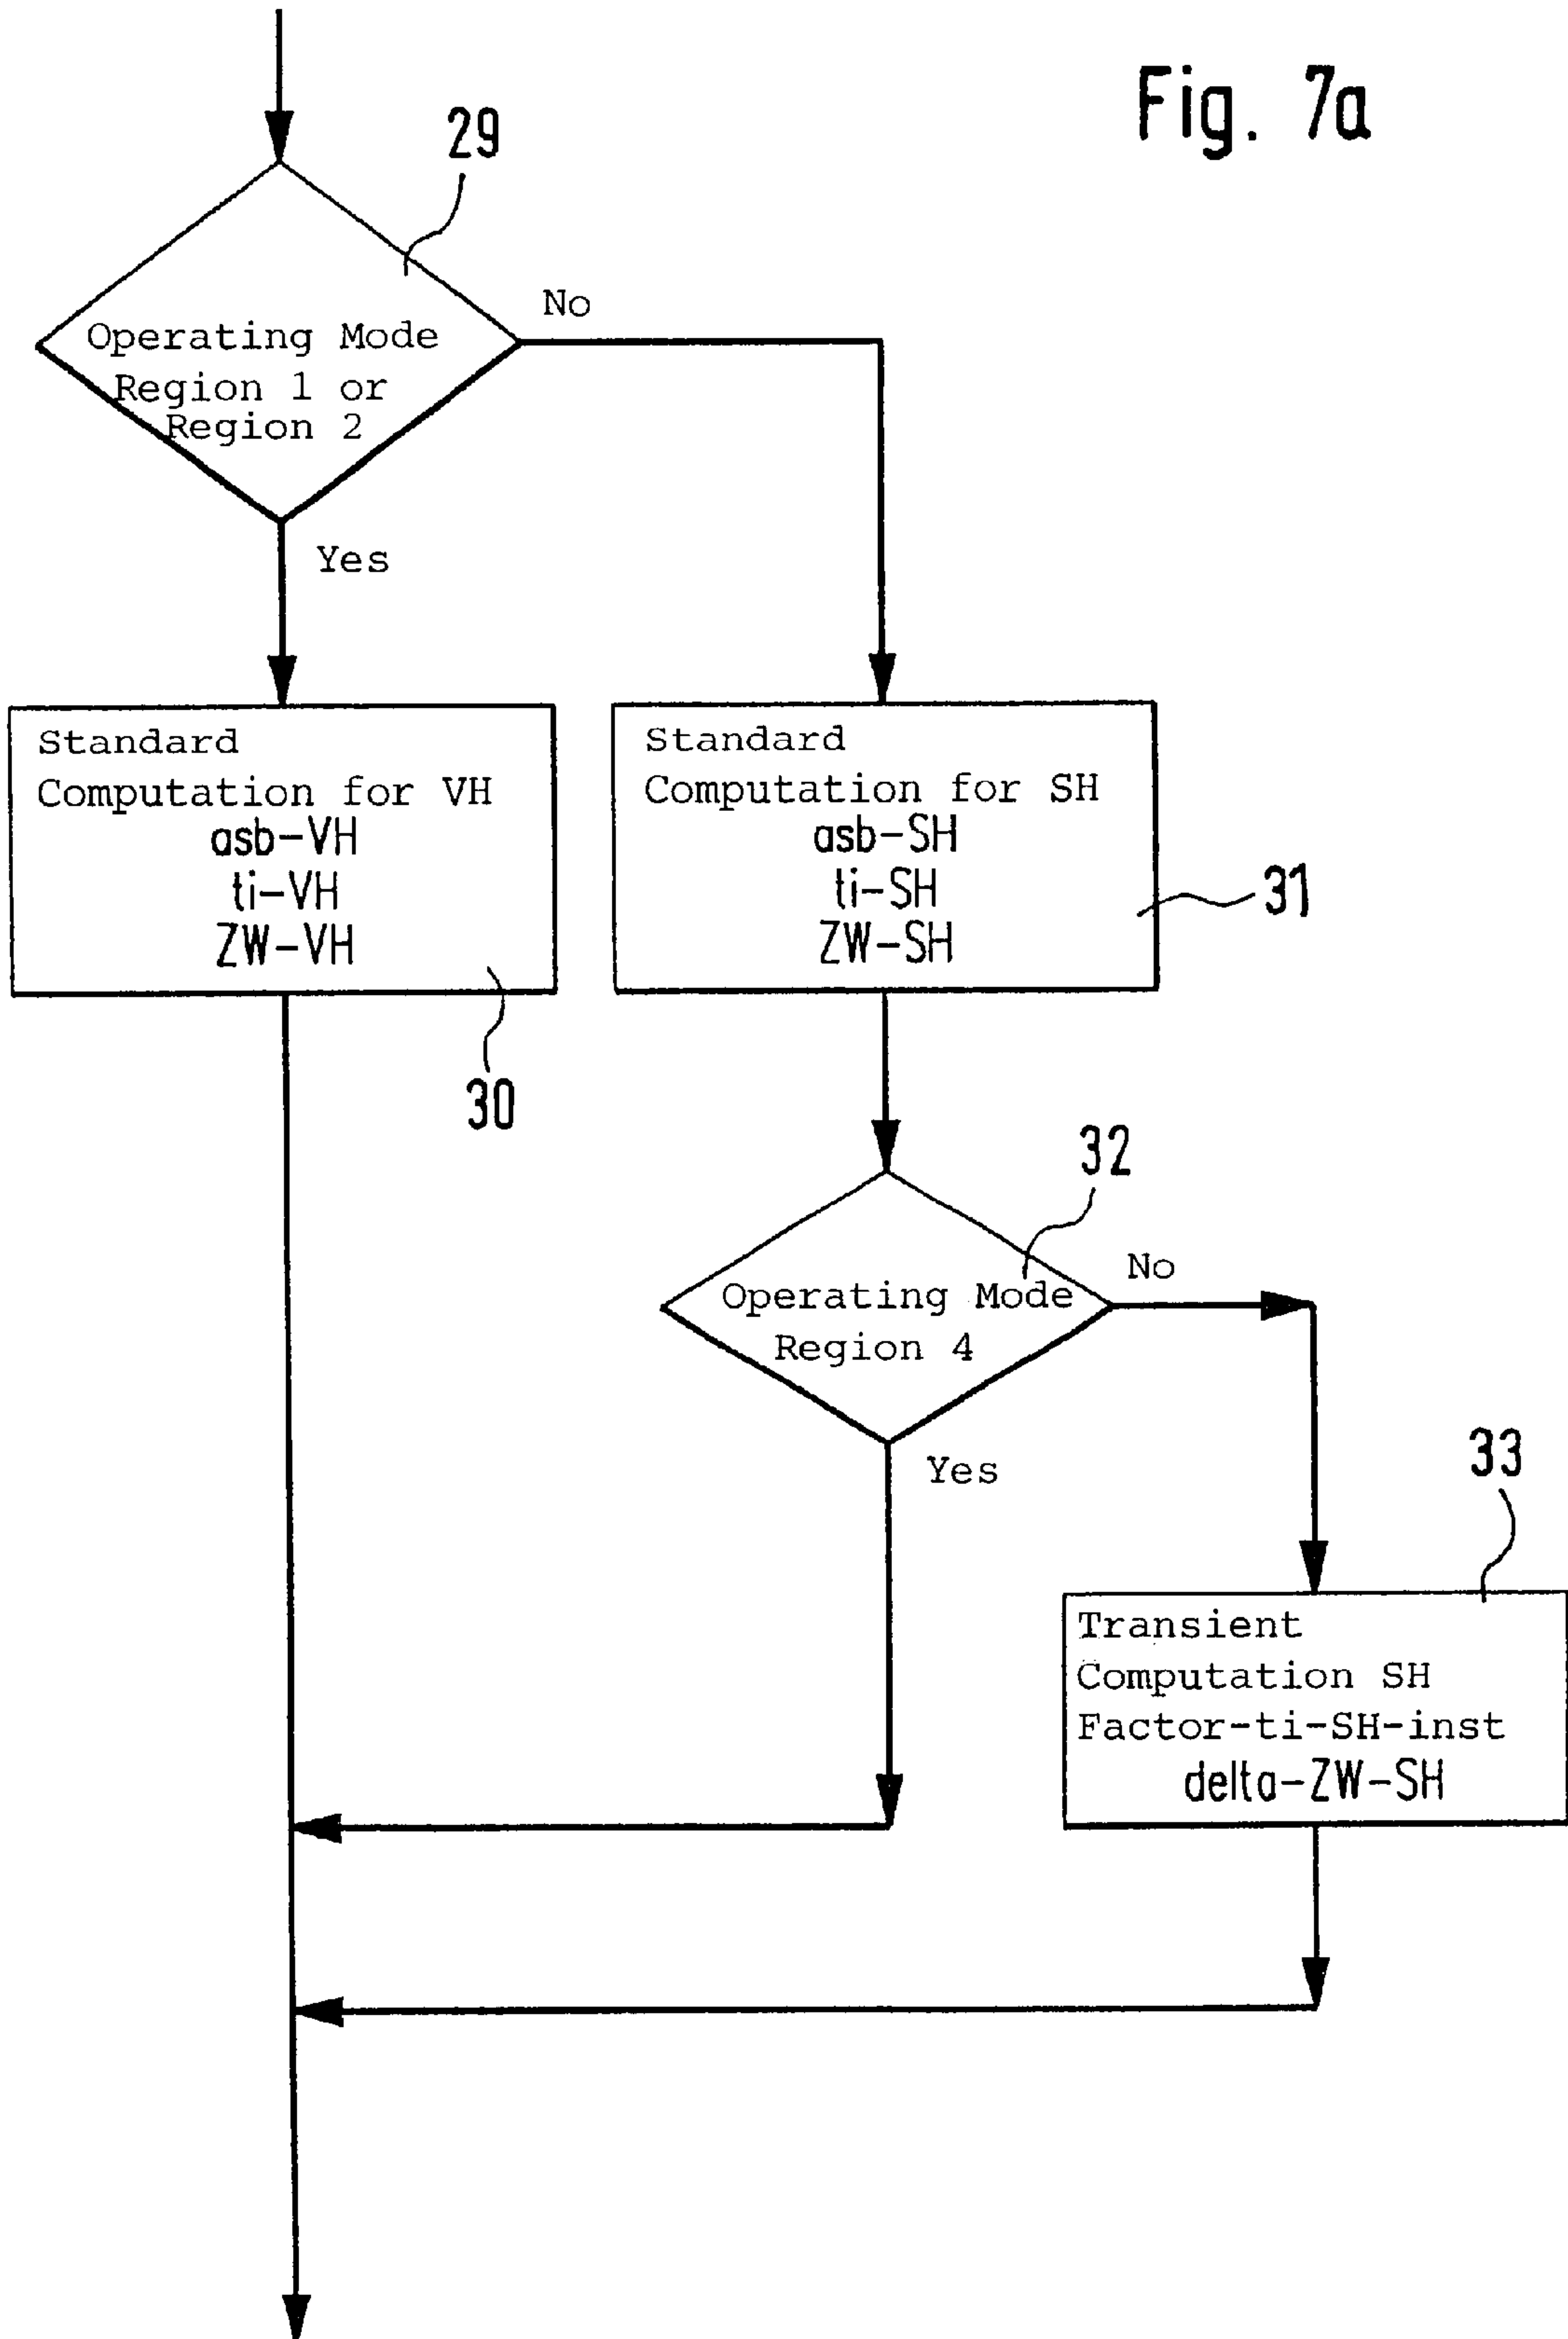 Fig. 7a
29
No
Operating Mode
Region 1 or
Region 2
Yes
Standard
Computation for VH
asb-VH
ti-VH
ZW-VH
30
Standard
Computation for SH
asb-SH
ti-SH
ZW-SH
31
32
No
Operating Mode
Region 4
Yes
33
Transient
Computation SH
Factor-ti-SH-inst
delta-ZW-SH